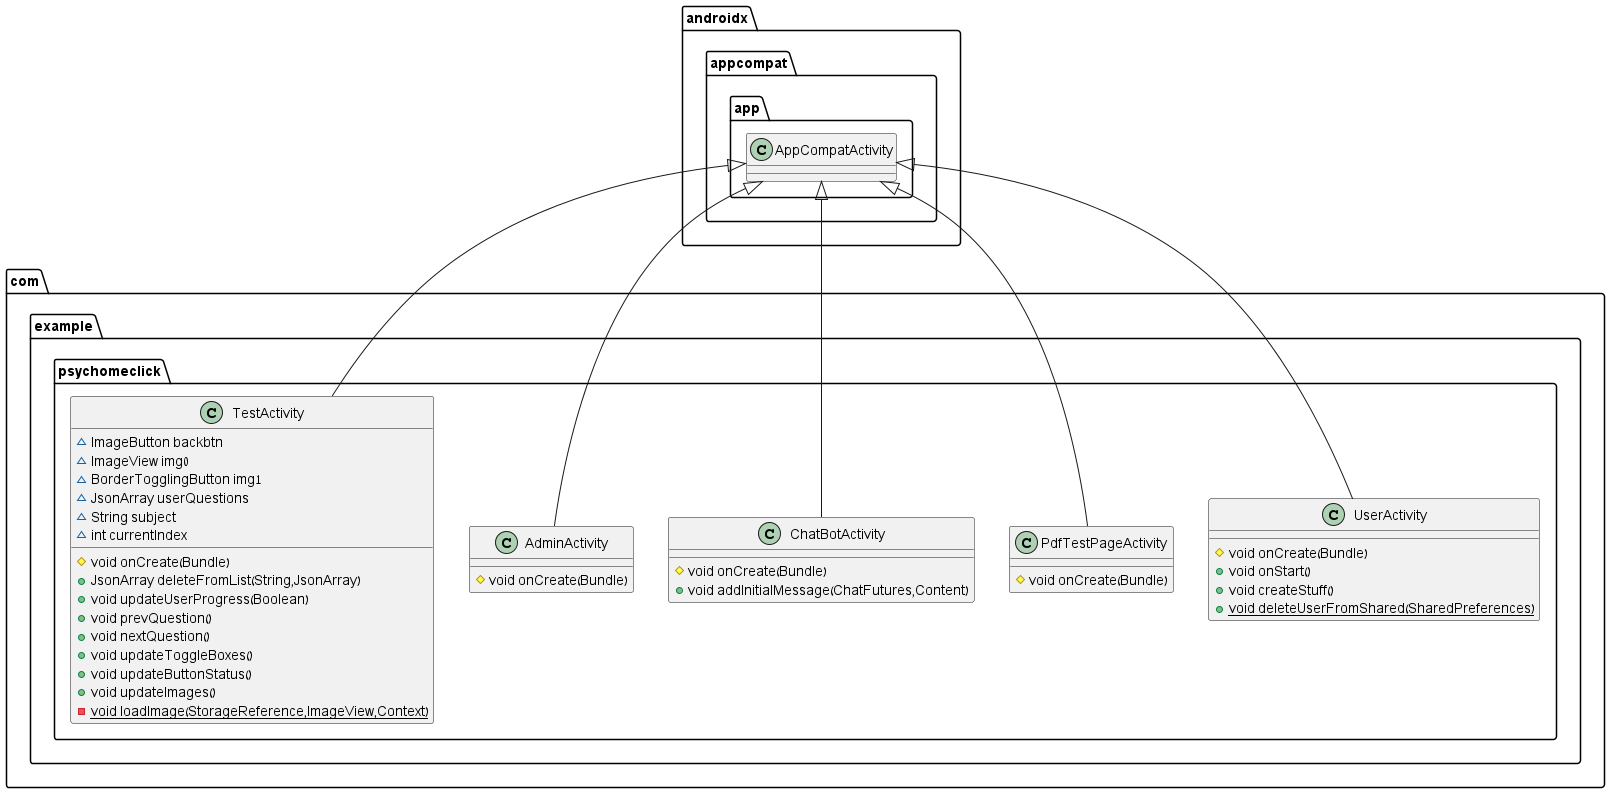 androidx
appcompat
app
C AppCompatActivity
com
example
psychomeclick
C TestActivity
ImageButton backbtn
ImageView img0
BorderTogglingButton img1
JsonArray userQuestions
String subject
int currentIndex
void onCreate(Bundle)
JsonArray deleteFromList(String,JsonArray)
void updateUserProgress(Boolean)
void prevQuestion()
void nextQuestion()
void updateToggleBoxes()
void updateButtonStatus()
void updateImages()
void loadImage(StorageReference,ImageView,Context)
C AdminActivity
void onCreate(Bundle)
C ChatBotActivity
void onCreate(Bundle)
void addInitialMessage(ChatFutures,Content)
C PdfTestPageActivity
void onCreate(Bundle)
C UserActivity
void onCreate(Bundle)
void onStart()
void createStuff()
void deleteUserFromShared(SharedPreferences)